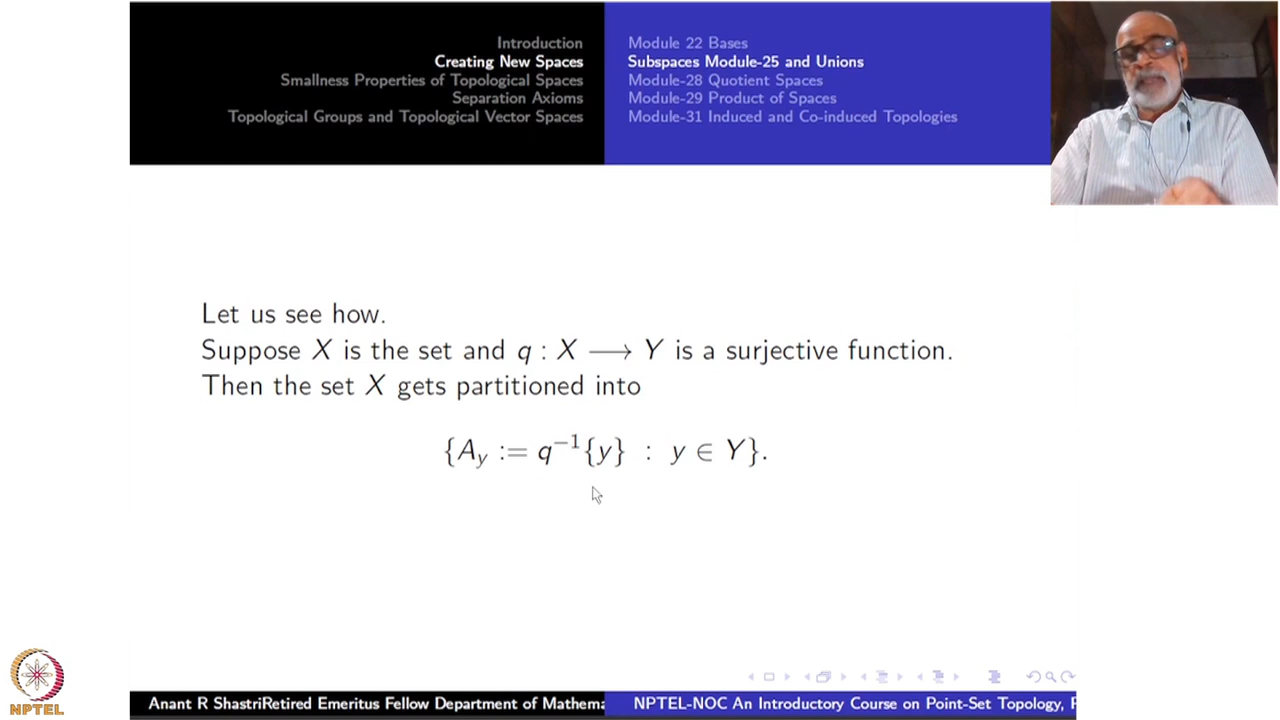 Introduction
Creating New Spaces
Smallness Properties of Topological Spaces
Separation Axioms
Topological Groups and Topological Vector Spaces
Module 22 Bases
Subspaces Module-25 and Unions
Module-28 Quotient Spaces
Module-29 Product of Spaces
Module-31 Induced and Co-induced Topologies
Let us see how.
Suppose X is the set and q : X ⟶ Y is a surjective function.
Then the set X gets partitioned into
{A_y := q⁻¹{y} : y ∈ Y}.
NPTEL
Anant R ShastriRetired Emeritus Fellow Department of Mathema
NPTEL-NOC An Introductory Course on Point-Set Topology, P